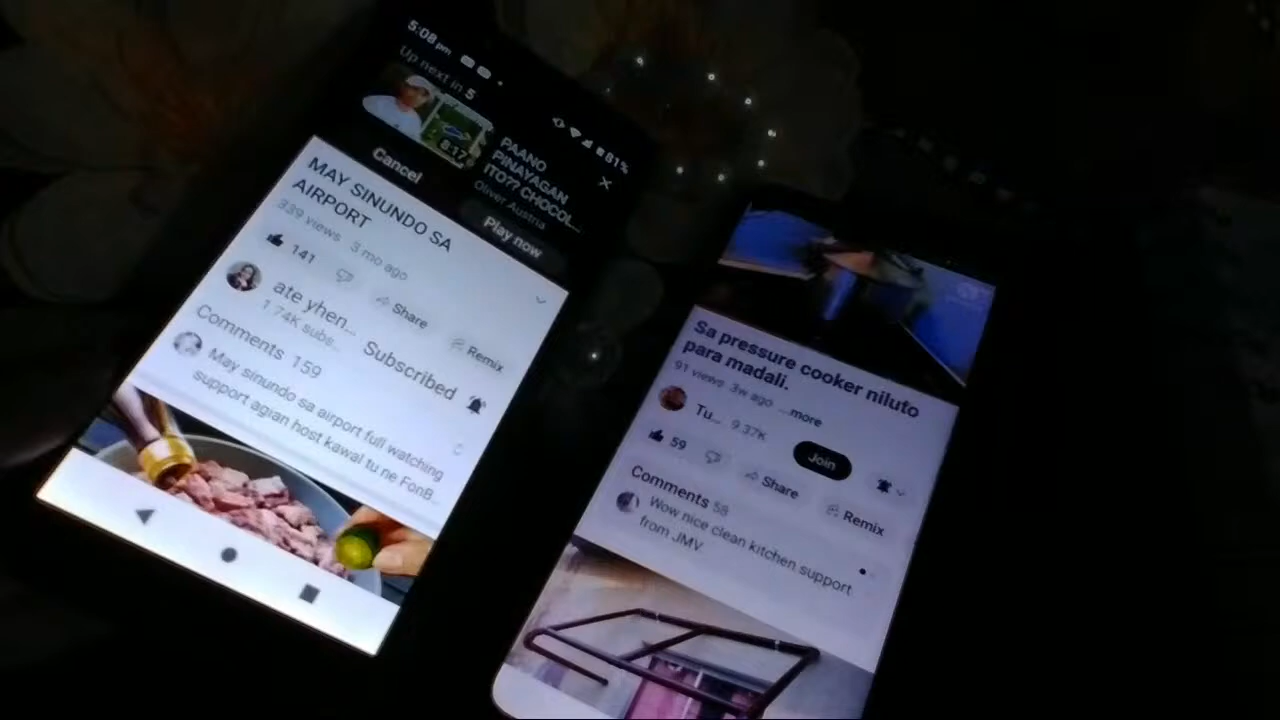 5:08 pm
81%
Up next in 5
8:17
PAANO
PINAYAGAN
ITO?? CHOCOL...
Oliver Austria
Cancel
Play now
MAY SINUNDO SA
AIRPORT
339 views 3 mo ago
141
Share
Remix
ate yhen...
1.74K subs...
Subscribed
Comments 159
May sinundo sa airport full watching
support agian host kawal tu ne FonB...
Sa pressure cooker niluto
para madali.
91 views 3w ago ...more
Tu... 9.37K
Join
59
Share
Remix
Comments 58
Wow nice clean kitchen support
from JMV